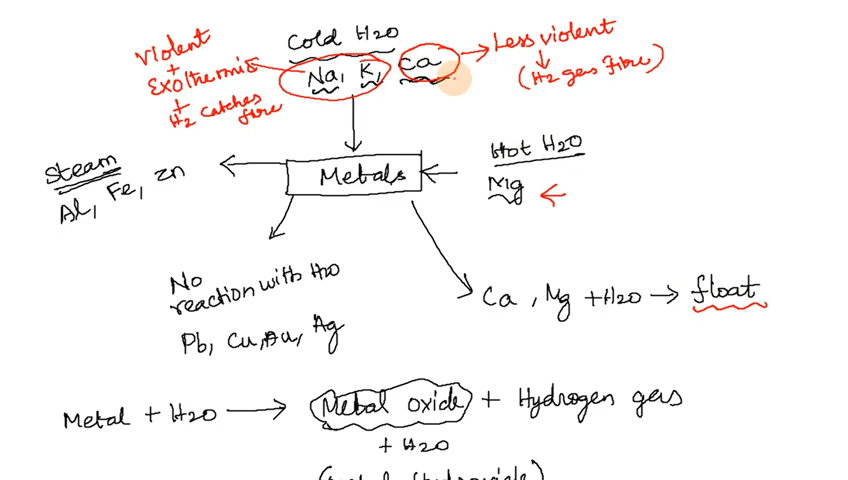 Cold H2O
Violent
+
Exothermic
+
H2 catches
fire
Na, K, Ca
Less violent
(H2 gas fibre)
Hot H2O
Mg
Steam
Al, Fe, Zn
Metals
No
reaction with H2O
Pb, Cu, Au, Ag
Ca, Mg + H2O → float
Metal + H2O → Metal oxide + Hydrogen gas
+ H2O